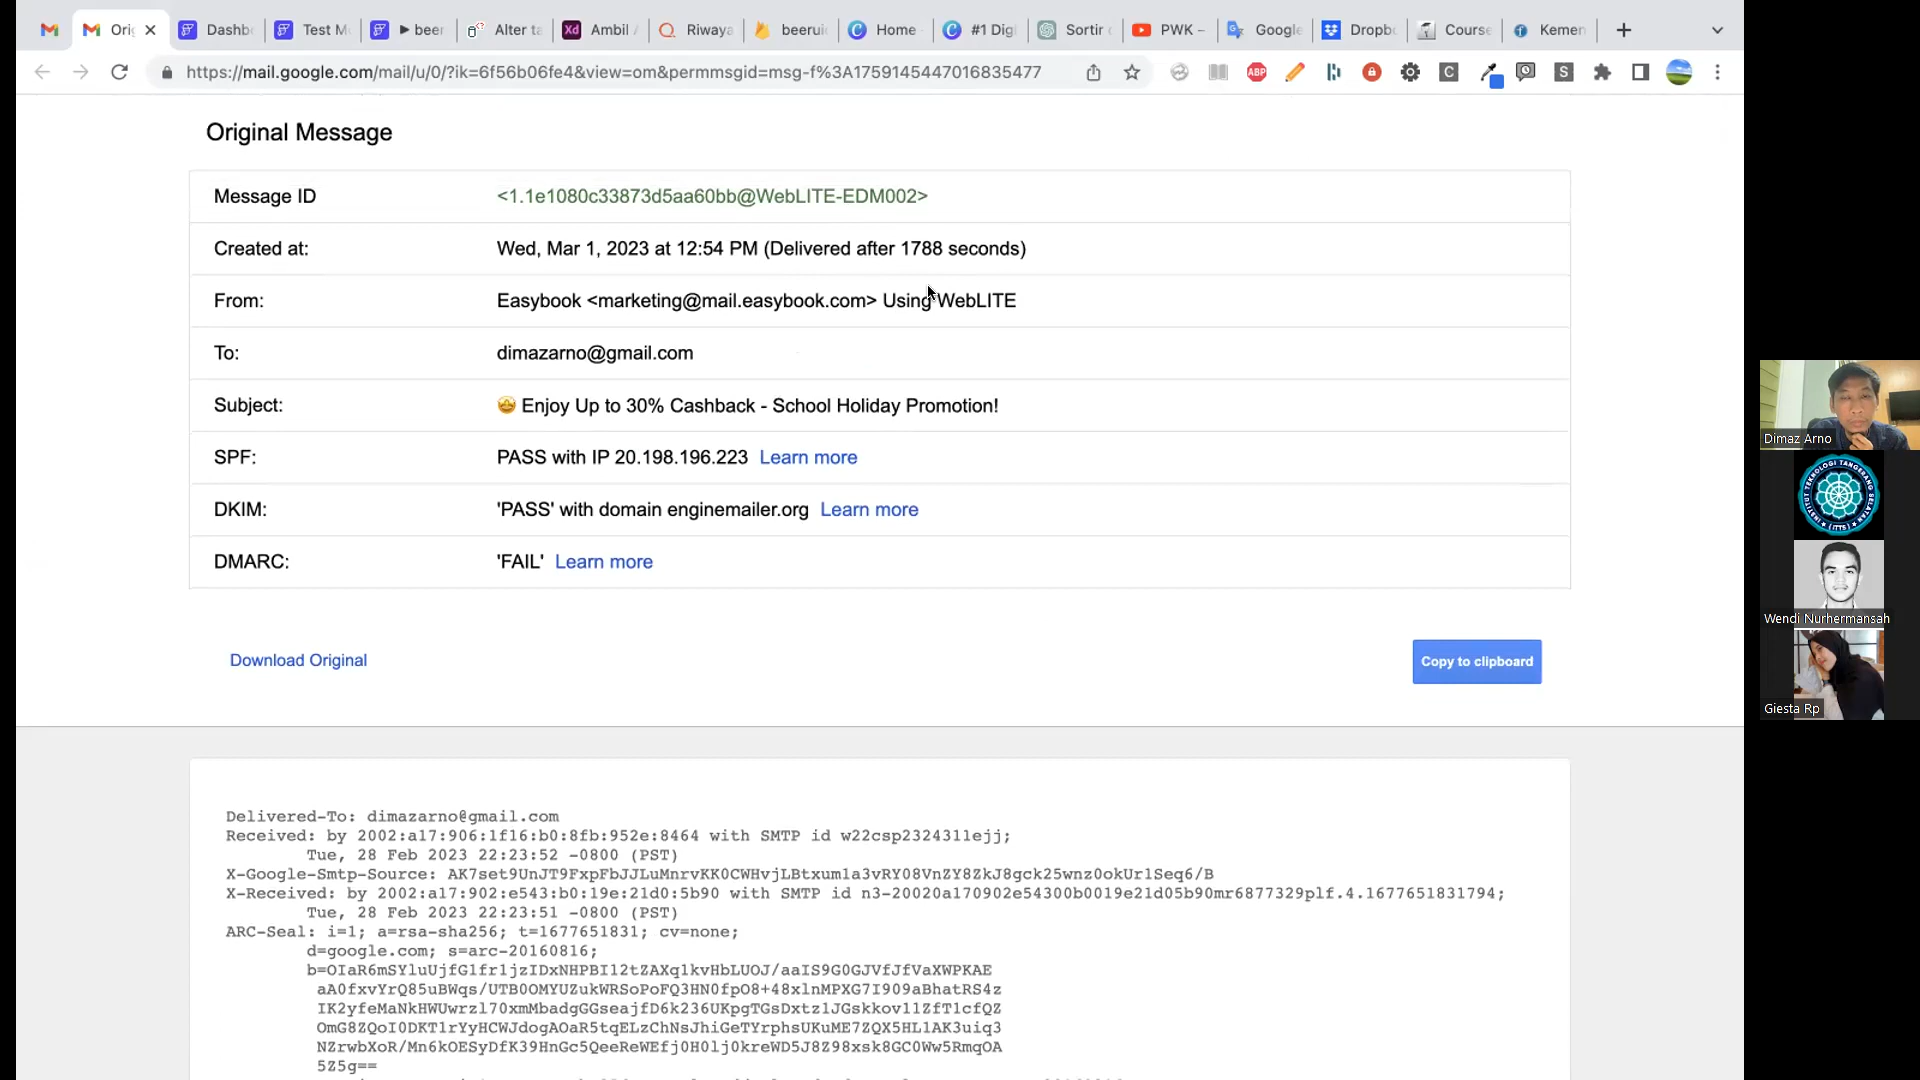 Ori
Dashb
Test M
beer
Alter ta
Ambil
Riwaya
beerui
Home
#1 Digi
Sortir
PWK –
Google
Dropb
Course
Kemen
https://mail.google.com/mail/u/0/?ik=6f56b06fe4&view=om&permmsgid=msg-f%3A1759145447016835477
Original Message
Message ID <1.1e1080c33873d5aa60bb@WebLITE-EDM002>
Created at: Wed, Mar 1, 2023 at 12:54 PM (Delivered after 1788 seconds)
From: Easybook <marketing@mail.easybook.com> Using WebLITE
To: dimazarno@gmail.com
Subject: 🤩 Enjoy Up to 30% Cashback - School Holiday Promotion!
SPF: PASS with IP 20.198.196.223 Learn more
DKIM: 'PASS' with domain enginemailer.org Learn more
DMARC: 'FAIL' Learn more
Download Original
Copy to clipboard
Delivered-To: dimazarno@gmail.com
Received: by 2002:a17:906:1f16:b0:8fb:952e:8464 with SMTP id w22csp2324311ejj;
Tue, 28 Feb 2023 22:23:52 -0800 (PST)
X-Google-Smtp-Source: AK7set9UnJT9FxpFbJJLuMnrvKK0CWHvjLBtxum1a3vRY08VnZY8ZkJ8gck25wnz0okUr1Seq6/B
X-Received: by 2002:a17:902:e543:b0:19e:21d0:5b90 with SMTP id n3-20020a170902e54300b0019e21d05b90mr6877329plf.4.1677651831794;
Tue, 28 Feb 2023 22:23:51 -0800 (PST)
ARC-Seal: i=1; a=rsa-sha256; t=1677651831; cv=none;
d=google.com; s=arc-20160816;
b=OIaR6mSYluUjfG1fr1jzIDxNHPBI12tZAXq1kvHbLUOJ/aaIS9G0GJVfJfVaXWPKAE
aA0fxvYrQ85uBWqs/UTB0OMYUZukWRSoPoFQ3HN0fpO8+48xlnMPXG7I909aBhatRS4z
IK2yfeMaNkHWUwrzl70xmMbadgGGseajfD6k236UKpgTGsDxtz1JGskkov11ZfT1cfQZ
OmG8ZQoI0DKT1rYyHCWJdogAOaR5tqELzChNsJhiGeTYrphsUKuME7ZQX5HL1AK3uiq3
NZrwbXoR/Mn6kOESyDfK39HnGc5QeeReWEfj0H0lj0kreWD5J8Z98xsk8GC0Ww5RmqOA
5Z5g==
Dimaz Arno
INSTITUT TEKNOLOGI TANGERANG SELATAN
(ITTS)
Wendi Nurhermansah
Giesta Rp